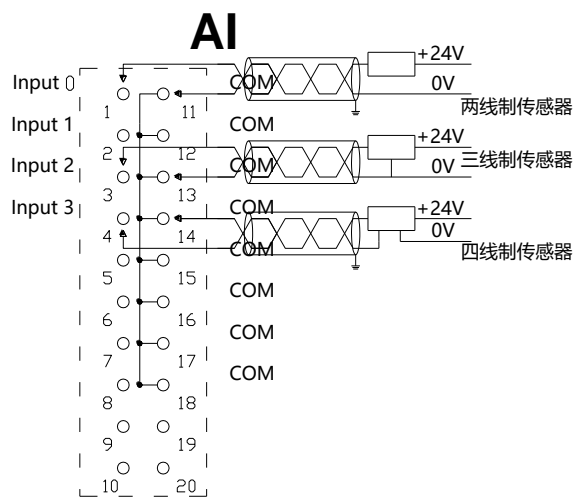 AI
+24V
Input 0 COM 0V
1 11 两线制传感器
Input 1 COM +24V
2 12 三线制传感器
Input 2 COM 0V
3 13
Input 3 COM +24V
4 14 0V
COM 四线制传感器
5 15
COM
6 16
COM
7 17
COM
8 18
9 19
10 20